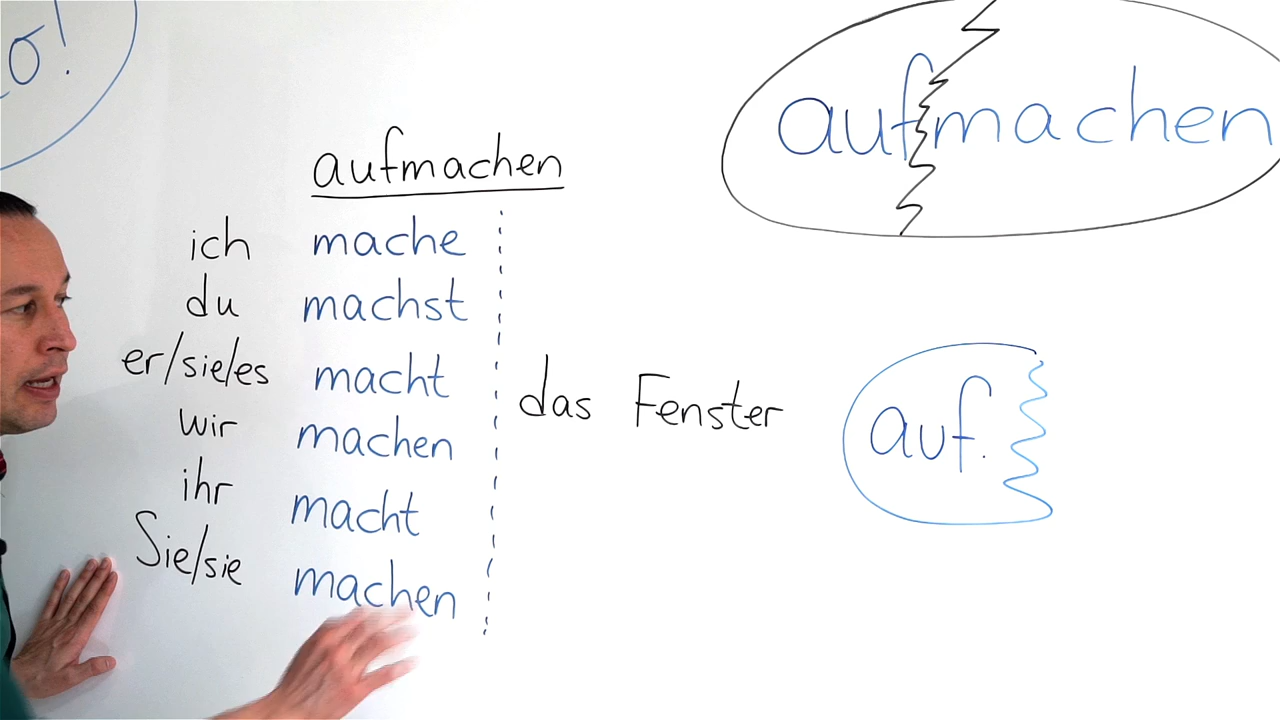 o!
aufmachen
aufmachen
ich mache
du machst
er/sie/es macht
das Fenster auf.
wir machen
ihr macht
Sie/sie machen